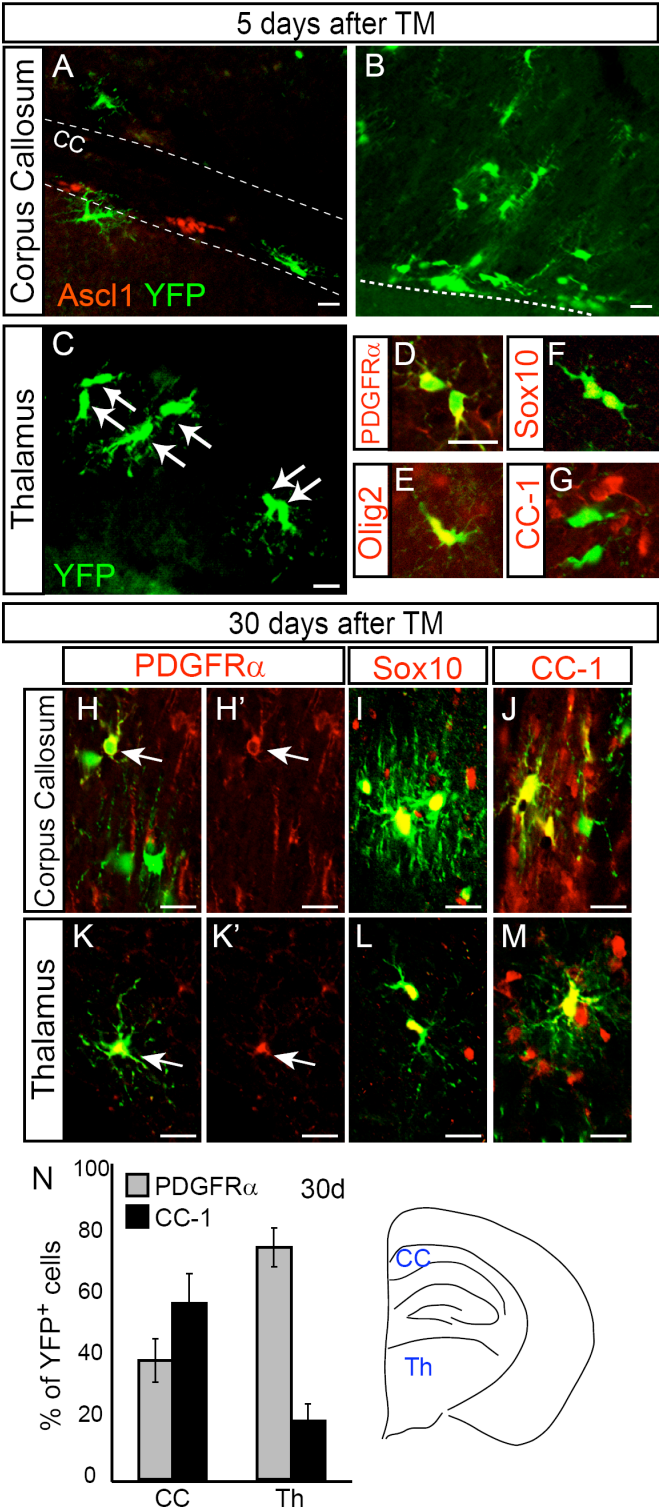 5 days after TM
Corpus Callosum
A
CC
Ascl1 YFP
B
Thalamus
C
YFP
PDGFRα
D
Sox10
F
Olig2
E
CC-1
G
30 days after TM
PDGFRα
Sox10
CC-1
Corpus Callosum
H
H’
I
J
Thalamus
K
K’
L
M
N
PDGFRα
CC-1
30d
% of YFP+ cells
100
80
60
40
20
0
CC
Th
CC
Th